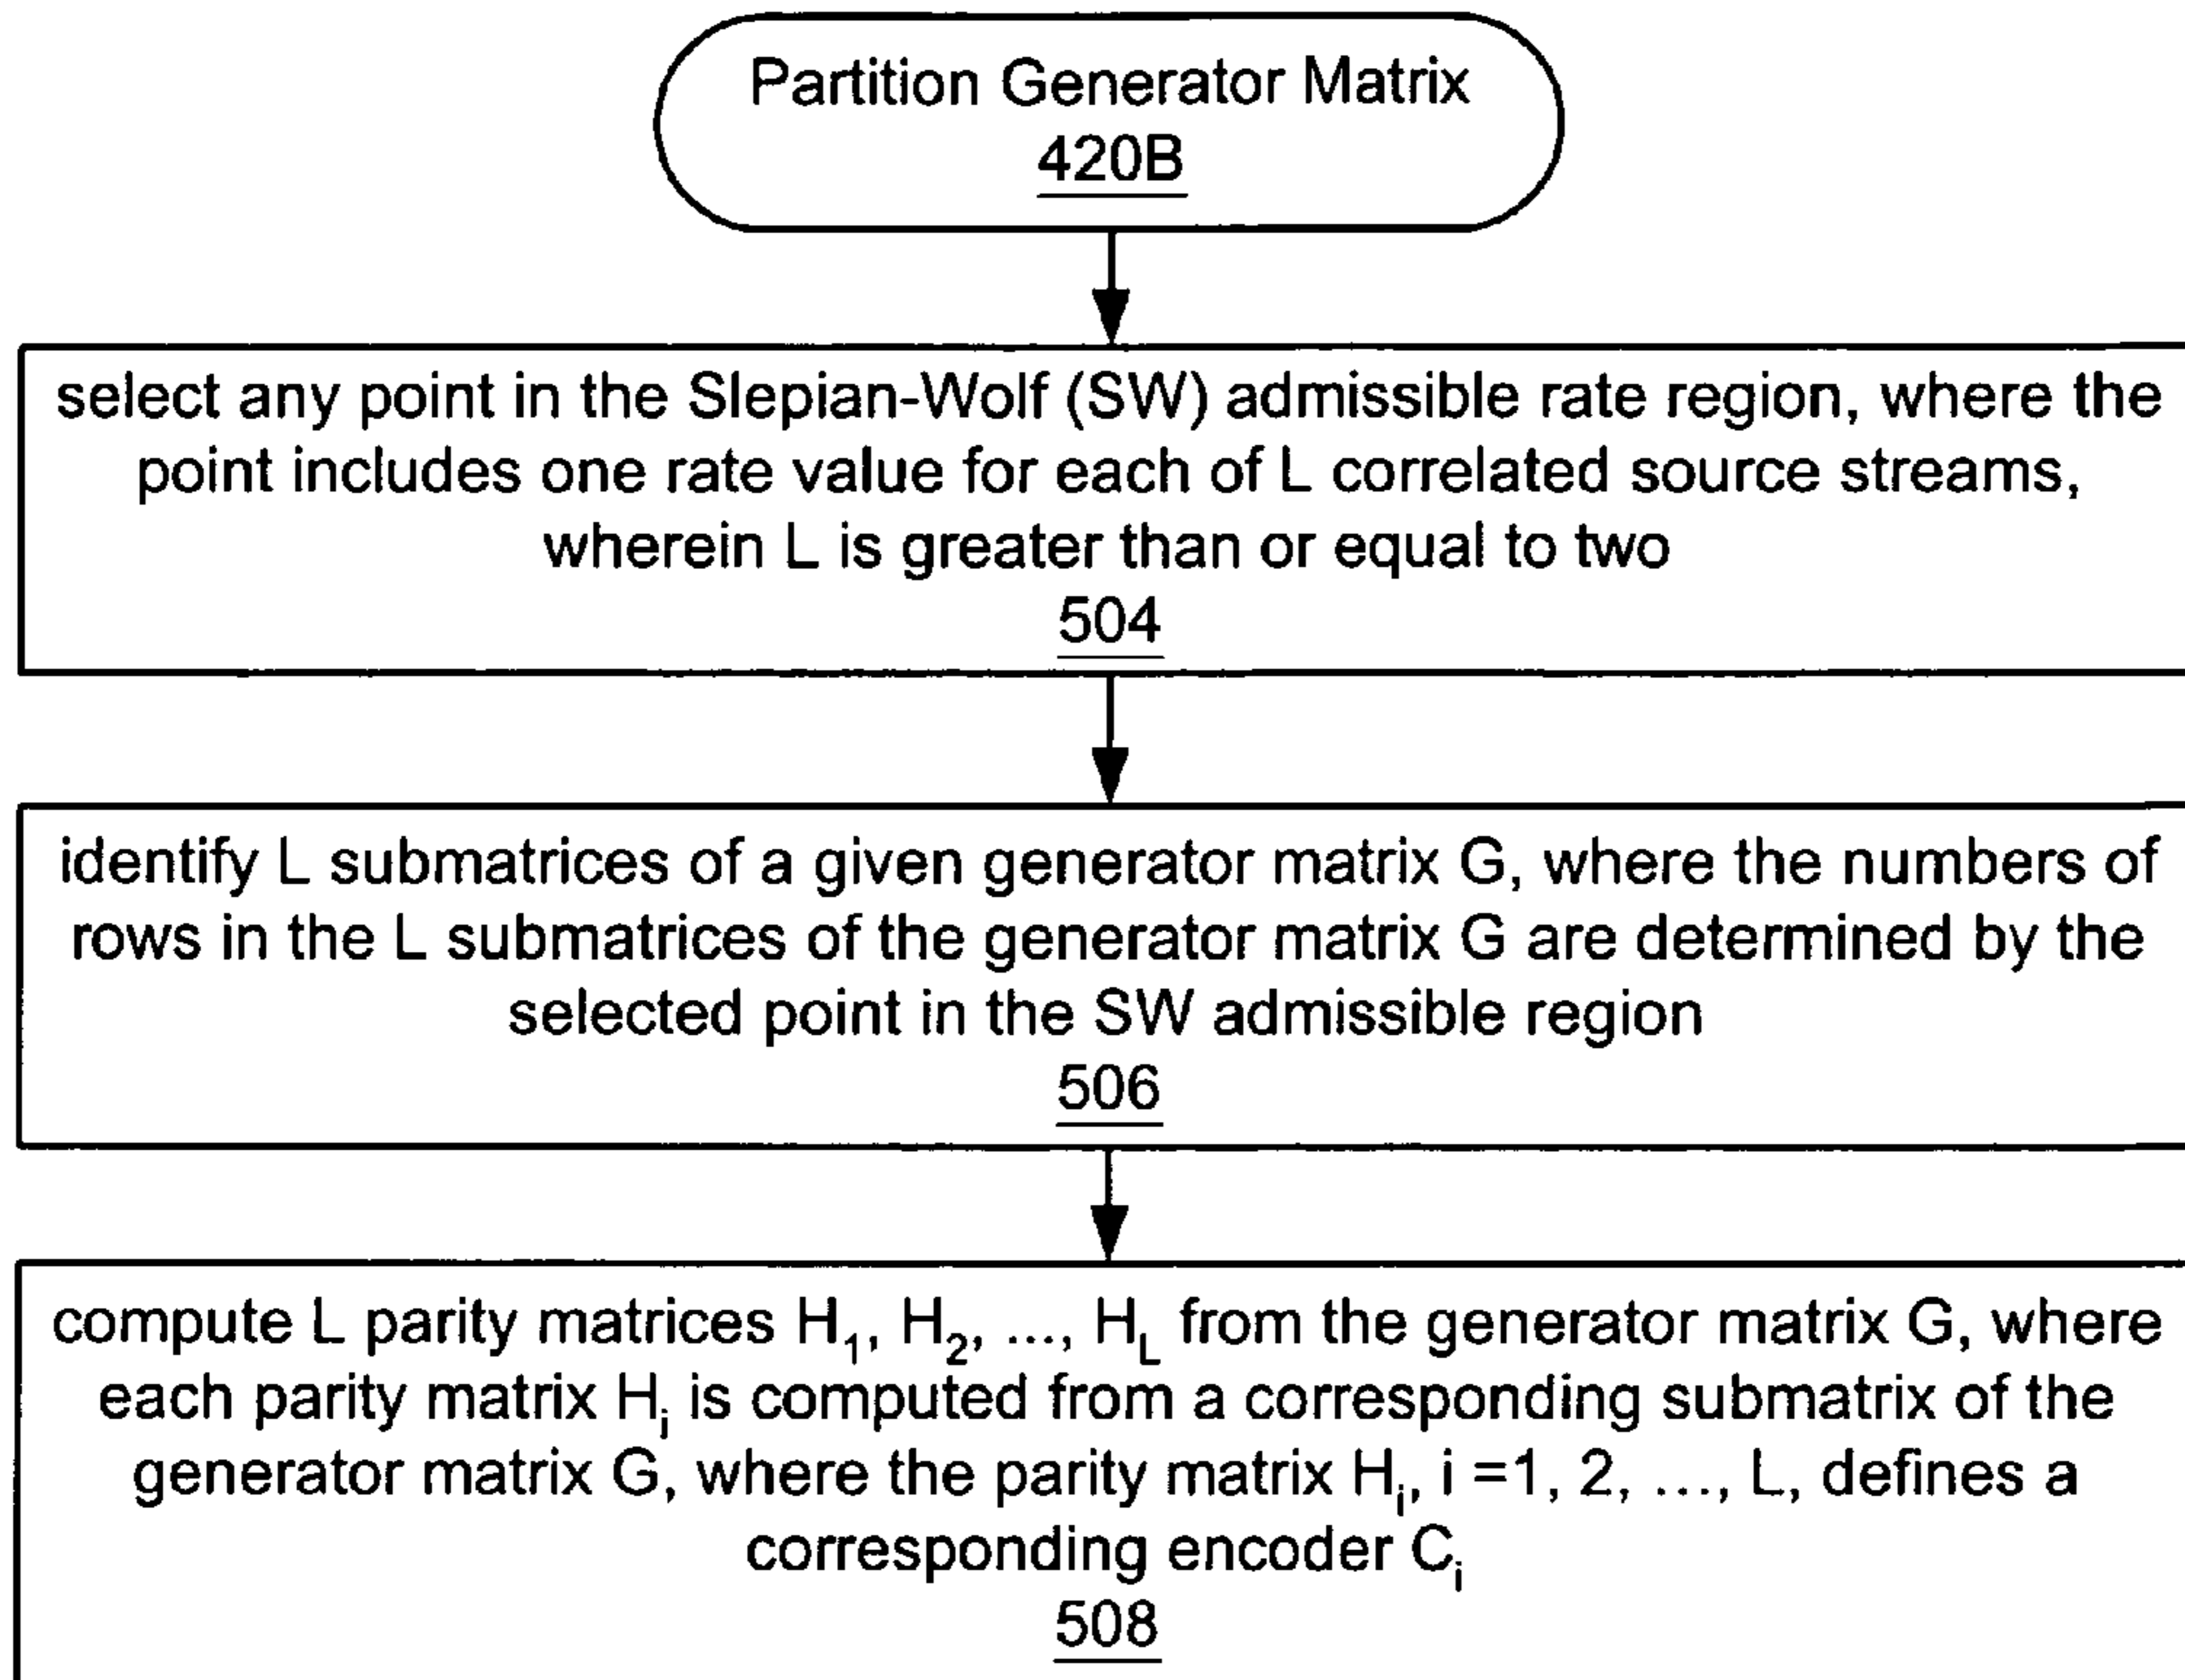 Partition Generator Matrix
420B
select any point in the Slepian-Wolf (SW) admissible rate region, where the
point includes one rate value for each of L correlated source streams,
wherein L is greater than or equal to two
504
identify L submatrices of a given generator matrix G, where the numbers of
rows in the L submatrices of the generator matrix G are determined by the
selected point in the SW admissible region
506
compute L parity matrices H₁, H₂, ..., H_L from the generator matrix G, where
each parity matrix Hᵢ is computed from a corresponding submatrix of the
generator matrix G, where the parity matrix Hᵢ, i =1, 2, ..., L, defines a
corresponding encoder Cᵢ
508